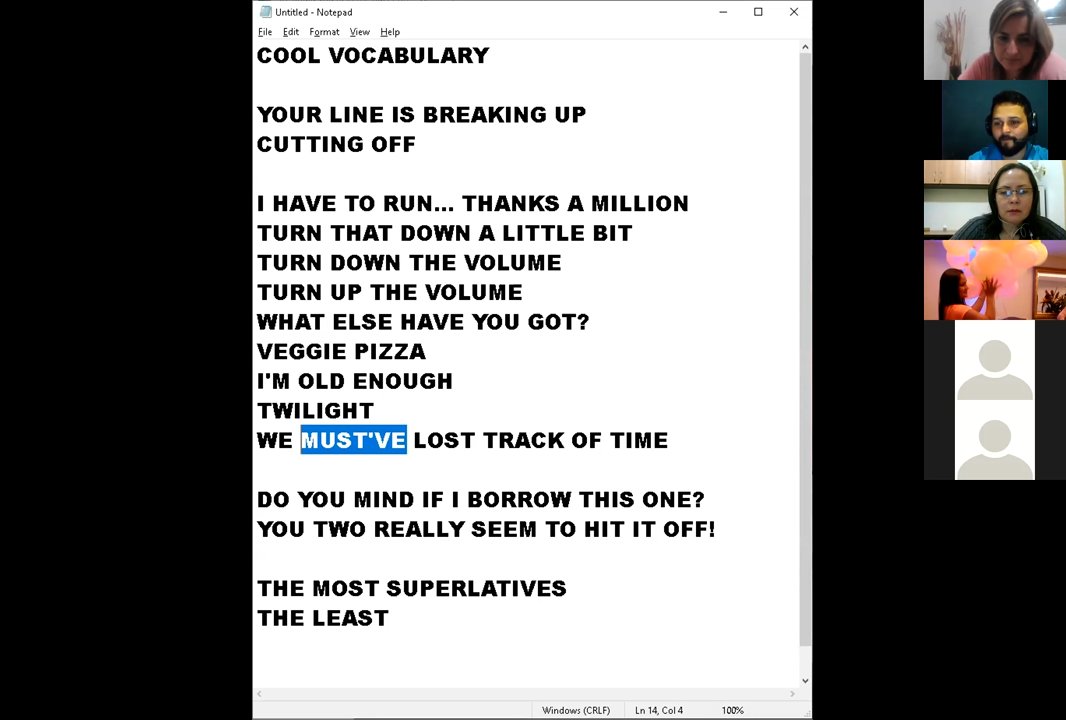 Untitled - Notepad
File Edit Format View Help
COOL VOCABULARY
YOUR LINE IS BREAKING UP
CUTTING OFF
I HAVE TO RUN... THANKS A MILLION
TURN THAT DOWN A LITTLE BIT
TURN DOWN THE VOLUME
TURN UP THE VOLUME
WHAT ELSE HAVE YOU GOT?
VEGGIE PIZZA
I'M OLD ENOUGH
TWILIGHT
WE MUST'VE LOST TRACK OF TIME
DO YOU MIND IF I BORROW THIS ONE?
YOU TWO REALLY SEEM TO HIT IT OFF!
THE MOST SUPERLATIVES
THE LEAST
Windows (CRLF) Ln 14, Col 4 100%